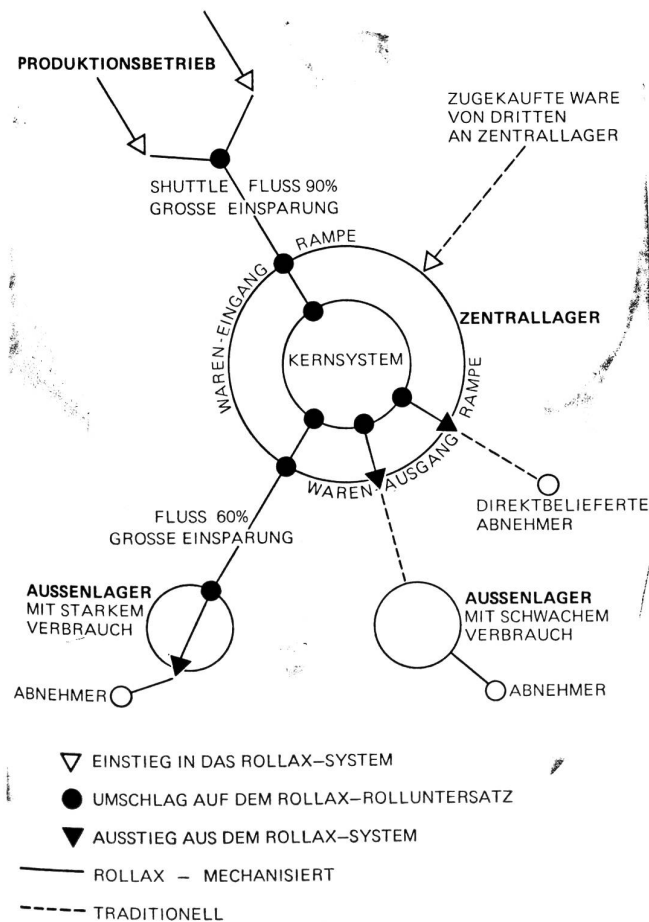 PRODUKTIONSBETRIEB
ZUGEKAUFTE WARE
VON DRITTEN
AN ZENTRALLAGER
SHUTTLE FLUSS 90%
GROSSE EINSPARUNG
WAREN-EINGANG RAMPE
ZENTRALLAGER
KERNSYSTEM
WAREN-AUSGANG RAMPE
DIREKTBELIEFERTE
ABNEHMER
FLUSS 60%
GROSSE EINSPARUNG
AUSSENLAGER
MIT STARKEM
VERBRAUCH
ABNEHMER
AUSSENLAGER
MIT SCHWACHEM
VERBRAUCH
ABNEHMER
EINSTIEG IN DAS ROLLAX-SYSTEM
UMSCHLAG AUF DEM ROLLAX-ROLLUNTERSATZ
AUSSTIEG AUS DEM ROLLAX-SYSTEM
ROLLAX - MECHANISIERT
TRADITIONELL